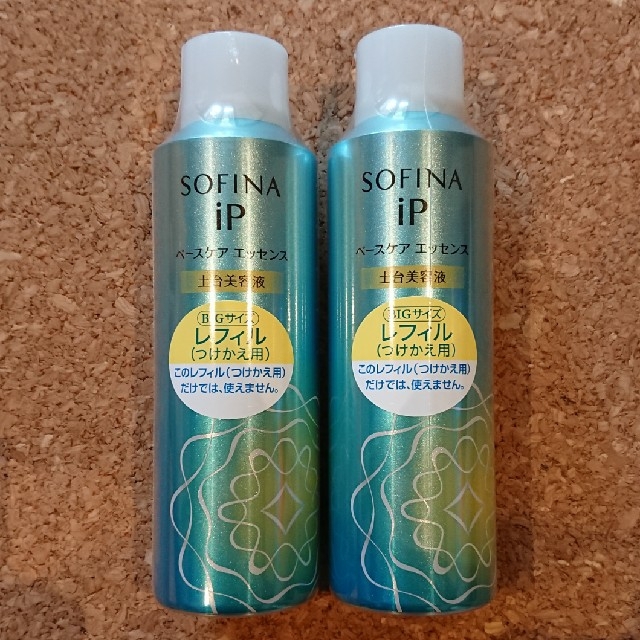 SOFINA
iP
ベースケア エッセンス
土台美容液
BIGサイズ
レフィル
(つけかえ用)
このレフィル(つけかえ用)
だけでは、使えません。
SOFINA
iP
ベースケア エッセンス
土台美容液
BIGサイズ
レフィル
(つけかえ用)
このレフィル(つけかえ用)
だけでは、使えません。